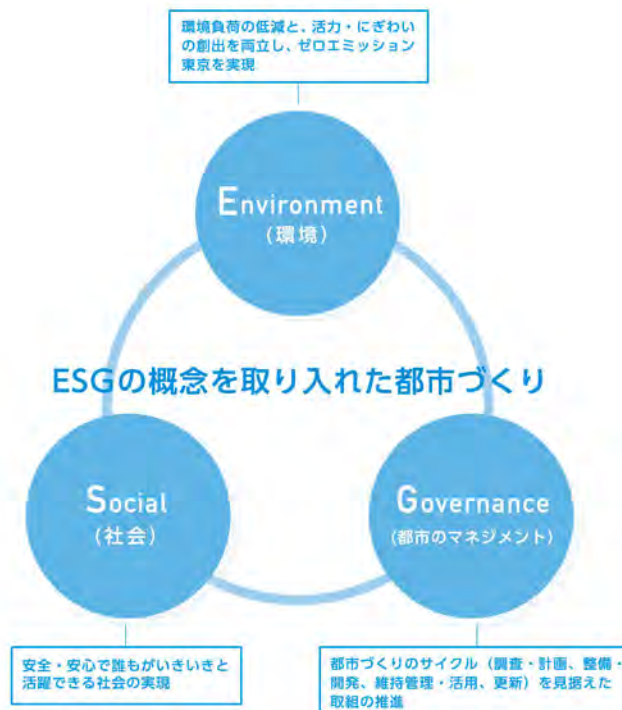 環境負荷の低減と、活力・にぎわい
の創出を両立し、ゼロエミッション
東京を実現
Environment
(環境)
ESGの概念を取り入れた都市づくり
Social
(社会)
Governance
(都市のマネジメント)
安全・安心で誰もがいきいきと
活躍できる社会の実現
都市づくりのサイクル（調査・計画、整備・
開発、維持管理・活用、更新）を見据えた
取組の推進